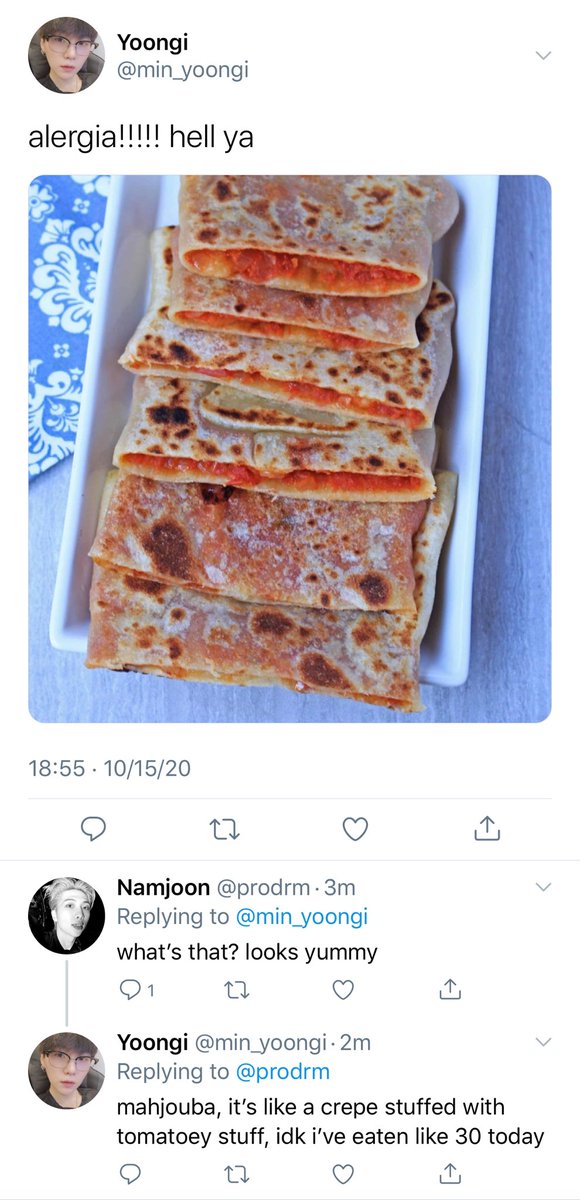 Yoongi
@min_yoongi
alergia!!!!! hell ya
18:55 · 10/15/20
Namjoon @prodrm · 3m
Replying to @min_yoongi
what’s that? looks yummy
1
Yoongi @min_yoongi · 2m
Replying to @prodrm
mahjouba, it’s like a crepe stuffed with
tomatoey stuff, idk i’ve eaten like 30 today